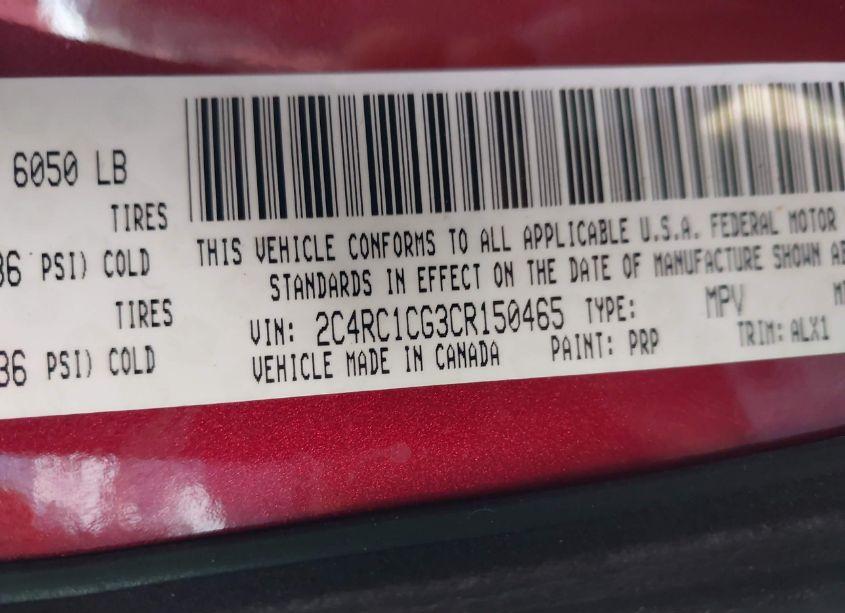 6050 LB
TIRES
36 PSI) COLD
TIRES
36 PSI) COLD
THIS VEHICLE CONFORMS TO ALL APPLICABLE U.S.A. FEDERAL MOTOR
STANDARDS IN EFFECT ON THE DATE OF MANUFACTURE SHOWN
VIN: 2C4RC1CG3CR150465 TYPE: MPV
VEHICLE MADE IN CANADA PAINT: PRP TRIM: ALX1